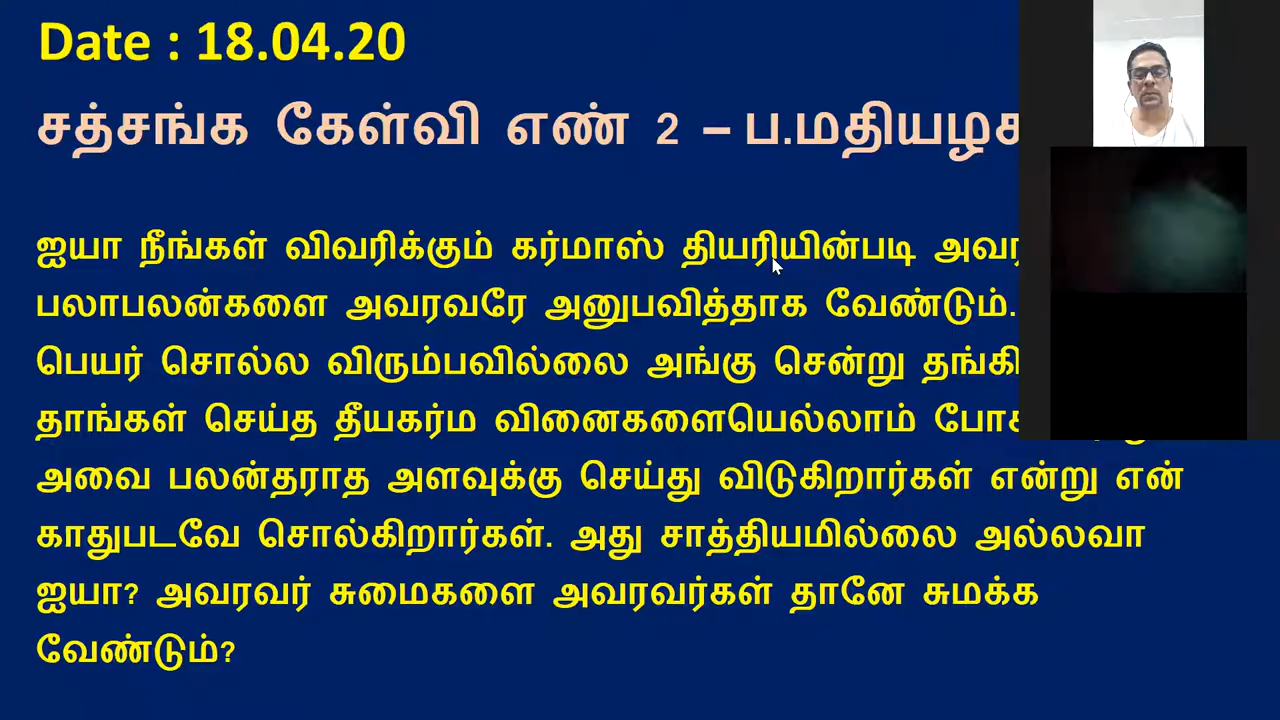 Date : 18.04.20
சத்சங்க கேள்வி எண் 2 – ப.மதியழக
ஐயா நீங்கள் விவரிக்கும் கர்மாஸ் தியரியின்படி
பலாபலன்களை அவரவரே அனுபவித்தாக வேண்டும்.
பெயர் சொல்ல விரும்பவில்லை அங்கு சென்று தங்கி
தாங்கள் செய்த தீயகர்ம வினைகளையெல்லாம்
அவை பலன்தராத அளவுக்கு செய்து விடுகிறார்கள் என்று என்
காதுபடவே சொல்கிறார்கள். அது சாத்தியமில்லை அல்லவா
ஐயா? அவரவர் சுமைகளை அவரவர்கள் தானே சுமக்க
வேண்டும்?